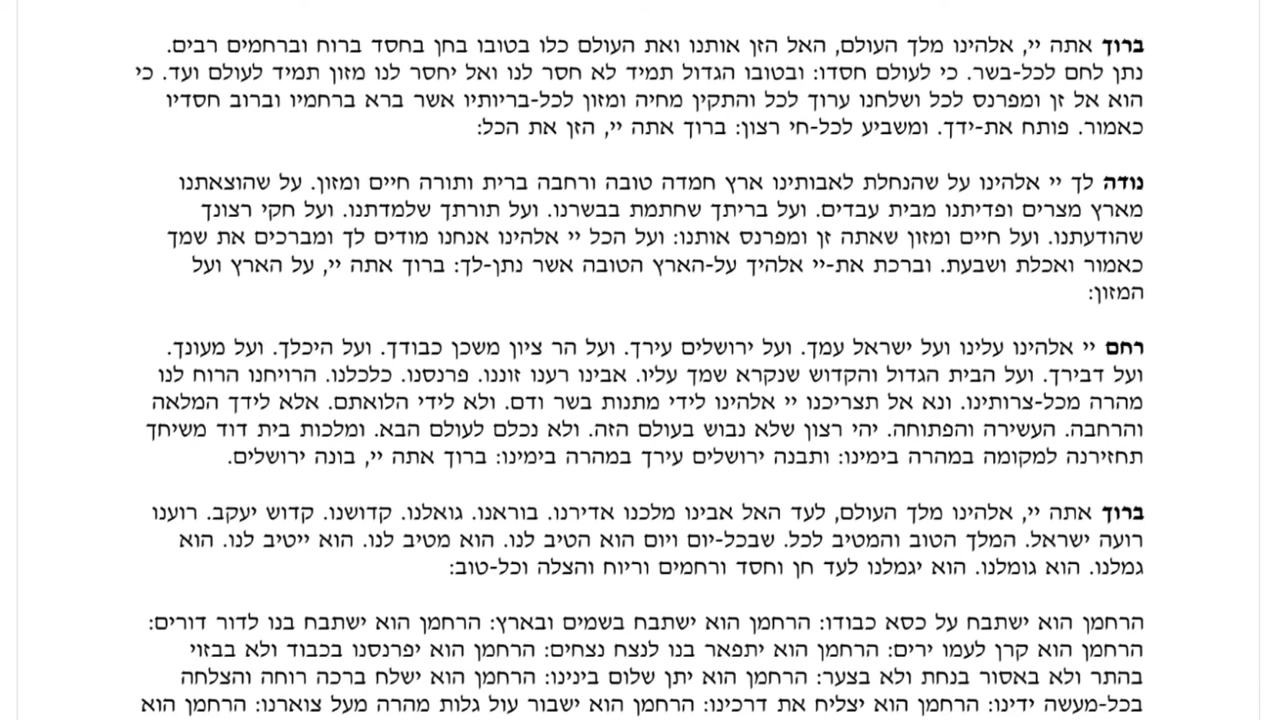 ברוך אתה יי, אלהינו מלך העולם, האל הזן אותנו ואת העולם כלו בטובו בחן בחסד ברוח וברחמים רבים.
נתן לחם לכל-בשר. כי לעולם חסדו: ובטובו הגדול תמיד לא חסר לנו ואל יחסר לנו מזון תמיד לעולם ועד. כי
הוא אל זן ומפרנס לכל ושלחנו ערוך לכל והתקין מחיה ומזון לכל-בריותיו אשר ברא ברחמיו וברוב חסדיו
כאמור. פותח את-ידך. ומשביע לכל-חי רצון: ברוך אתה יי, הזן את הכל:
נודה לך יי אלהינו על שהנחלת לאבותינו ארץ חמדה טובה ורחבה ברית ותורה חיים ומזון. על שהוצאתנו
מארץ מצרים ופדיתנו מבית עבדים. ועל בריתך שחתמת בבשרנו. ועל תורתך שלמדתנו. ועל חקי רצונך
שהודעתנו. ועל חיים ומזון שאתה זן ומפרנס אותנו: ועל הכל יי אלהינו אנחנו מודים לך ומברכים את שמך
כאמור ואכלת ושבעת. וברכת את-יי אלהיך על-הארץ הטובה אשר נתן-לך: ברוך אתה יי, על הארץ ועל
המזון:
רחם יי אלהינו עלינו ועל ישראל עמך. ועל ירושלים עירך. ועל הר ציון משכן כבודך. ועל היכלך. ועל מעונך.
ועל דבירך. ועל הבית הגדול והקדוש שנקרא שמך עליו. אבינו רענו זוננו. פרנסנו. כלכלנו. הרויחנו הרוח לנו
מהרה מכל-צרותינו. ונא אל תצריכנו יי אלהינו לידי מתנות בשר ודם. ולא לידי הלואתם. אלא לידך המלאה
והרחבה. העשירה והפתוחה. יהי רצון שלא נבוש בעולם הזה. ולא נכלם לעולם הבא. ומלכות בית דוד משיחך
תחזירנה למקומה במהרה בימינו: ותבנה ירושלים עירך במהרה בימינו: ברוך אתה יי, בונה ירושלים.
ברוך אתה יי, אלהינו מלך העולם, לעד האל אבינו מלכנו אדירנו. בוראנו. גואלנו. קדושנו. קדוש יעקב. רוענו
רועה ישראל. המלך הטוב והמטיב לכל. שבכל-יום ויום הוא הטיב לנו. הוא מטיב לנו. הוא ייטיב לנו. הוא
גמלנו. הוא גומלנו. הוא יגמלנו לעד חן וחסד ורחמים וריוח והצלה וכל-טוב:
הרחמן הוא ישתבח על כסא כבודו: הרחמן הוא ישתבח בשמים ובארץ: הרחמן הוא ישתבח בנו לדור דורים:
הרחמן הוא קרן לעמו ירים: הרחמן הוא יתפאר בנו לנצח נצחים: הרחמן הוא יפרנסנו בכבוד ולא בבזוי
בהתר ולא באסור בנחת ולא בצער: הרחמן הוא יתן שלום בינינו: הרחמן הוא ישלח ברכה רוחה והצלחה
בכל-מעשה ידינו: הרחמן הוא יצליח את דרכינו: הרחמן הוא ישבור עול גלות מהרה מעל צוארנו: הרחמן הוא